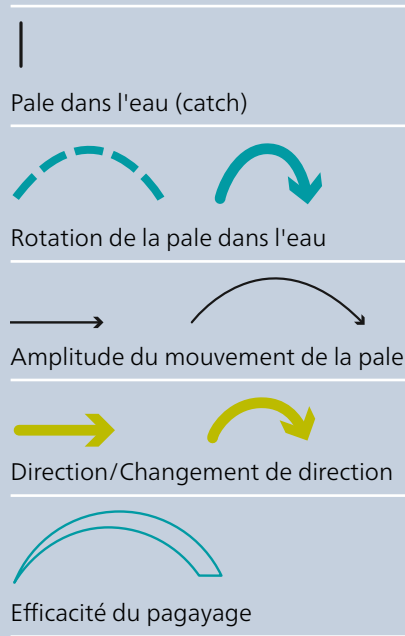 Pale dans l'eau (catch)
Rotation de la pale dans l'eau
Amplitude du mouvement de la pale
Direction/Changement de direction
Efficacité du pagayage